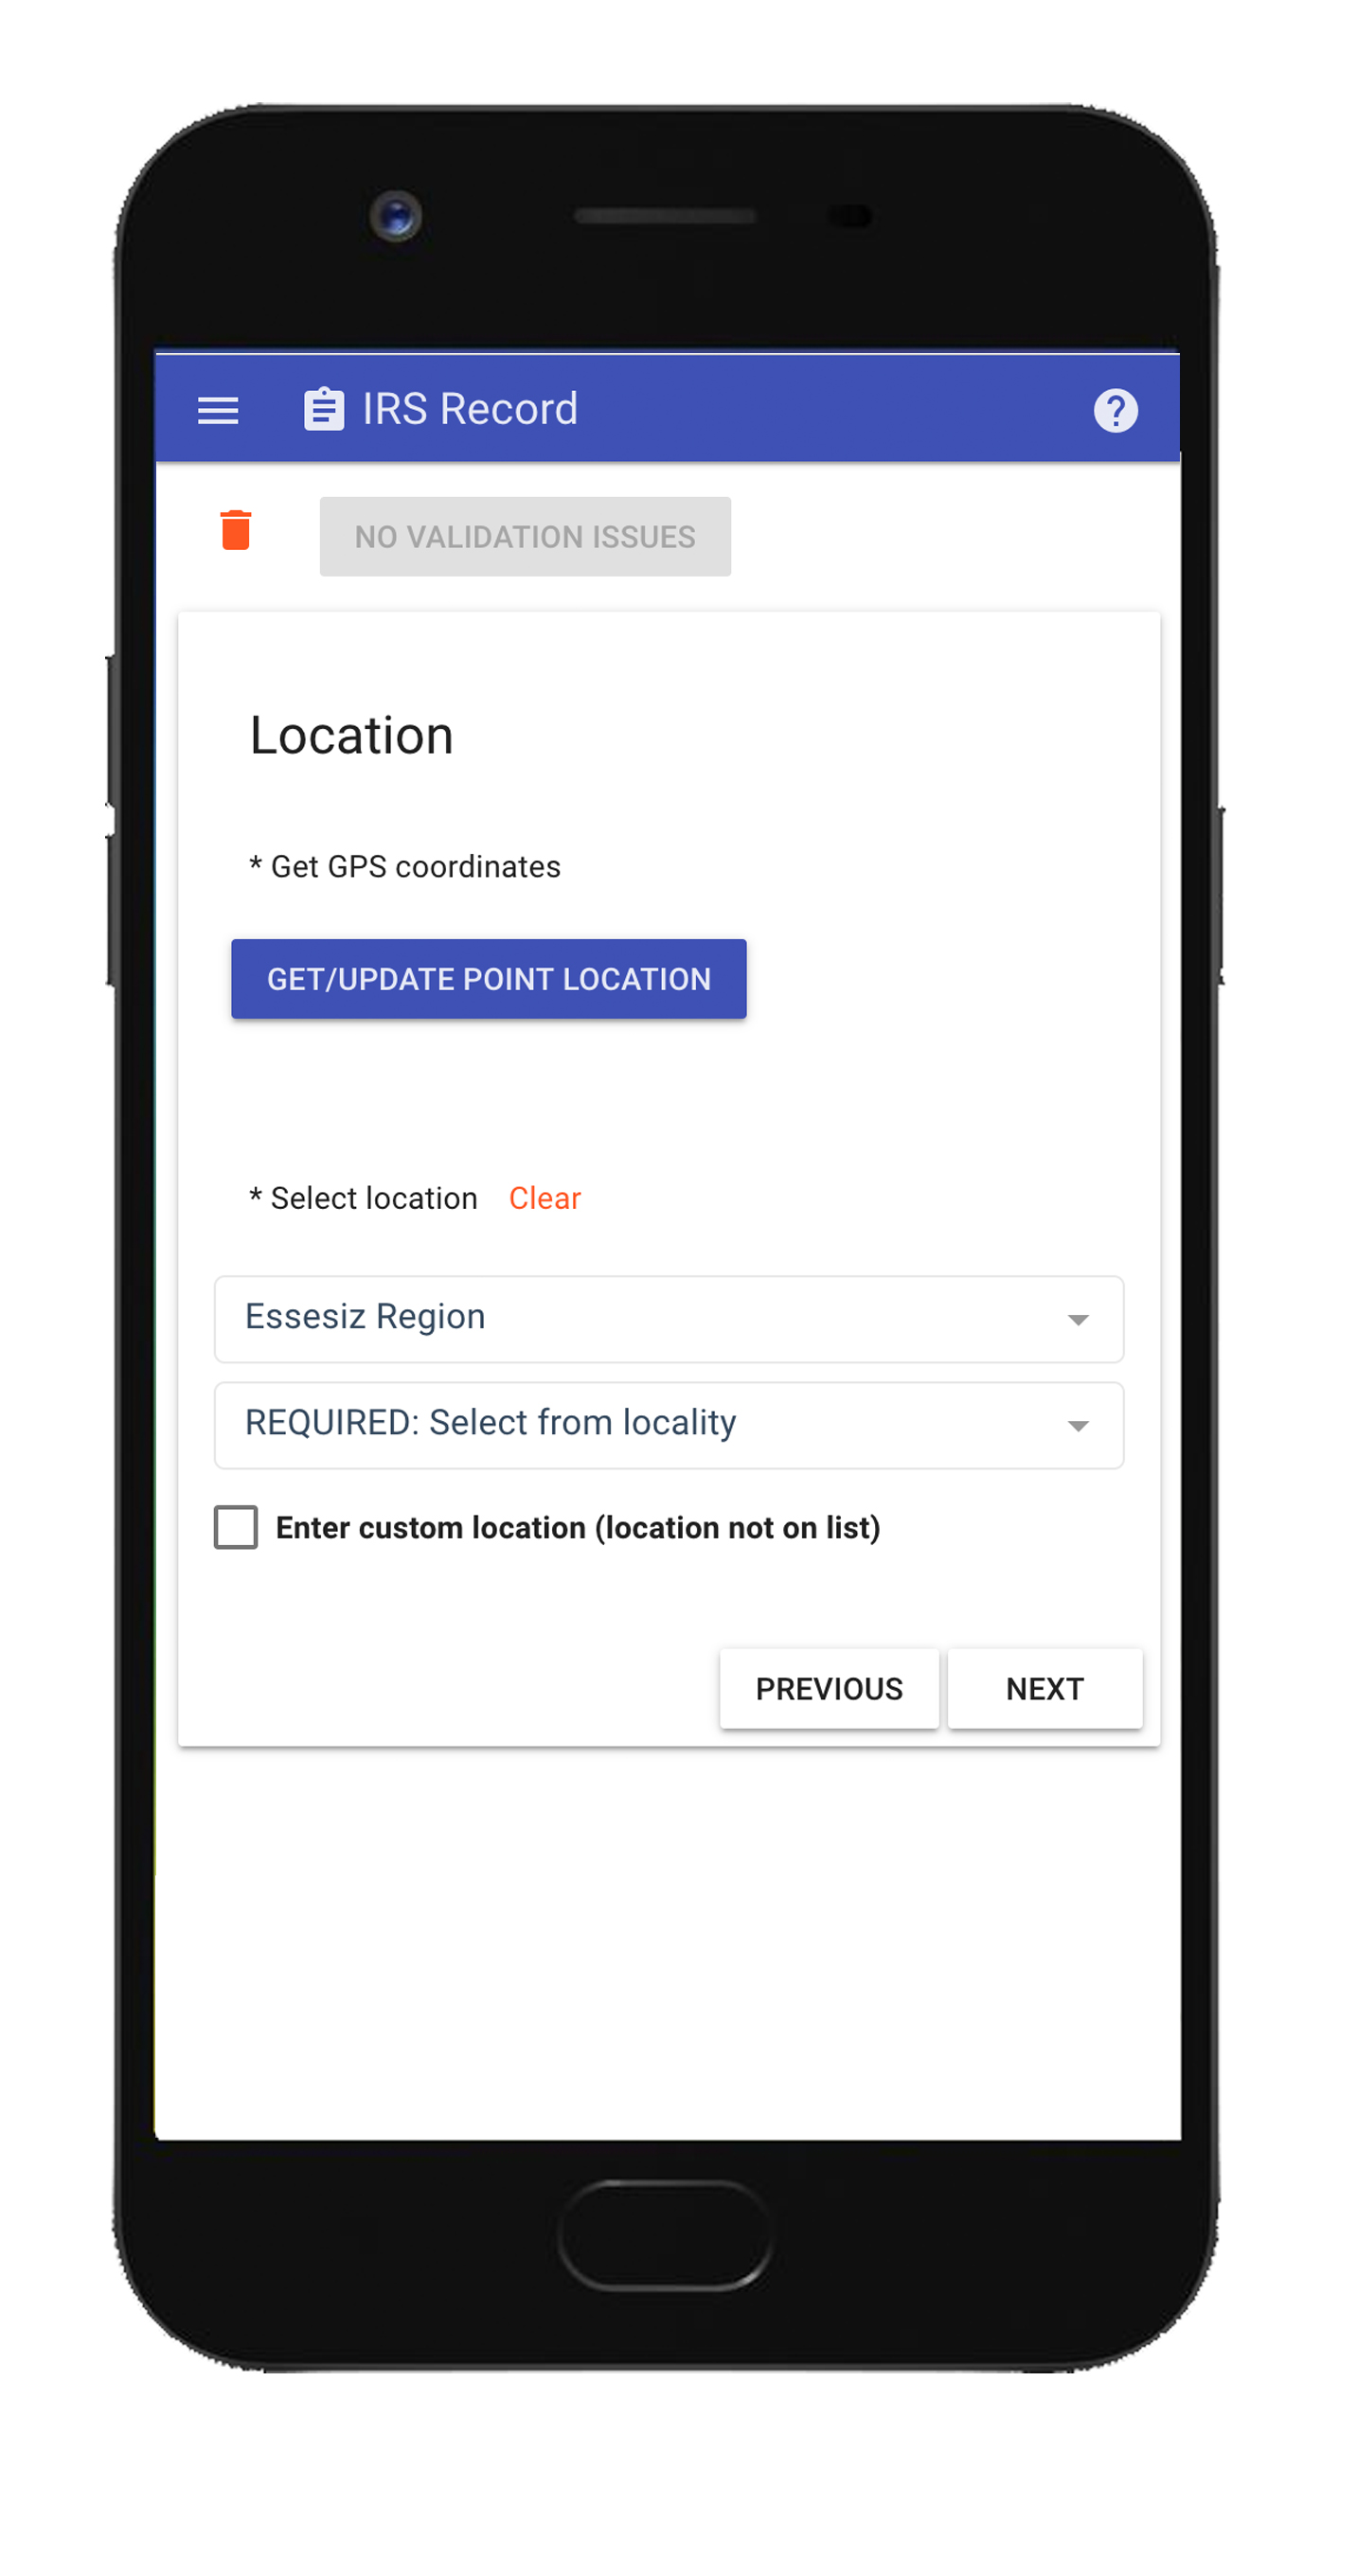 IRS Record
NO VALIDATION ISSUES
Location
* Get GPS coordinates
GET/UPDATE POINT LOCATION
* Select location Clear
Essesiz Region
REQUIRED: Select from locality
Enter custom location (location not on list)
PREVIOUS NEXT